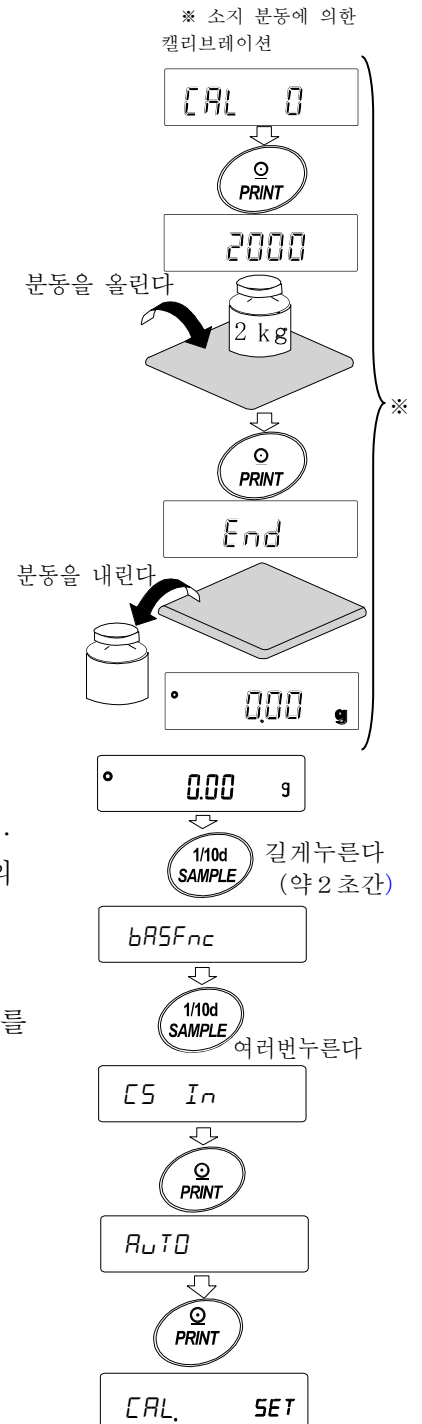 ※ 소지 분동에 의한
캘리브레이션
CAL 0
PRINT
2000
분동을 올린다
2 kg
※
PRINT
End
분동을 내린다
0.00 g
0.00 g
.
1/10d
SAMPLE
길게누른다
(약2초간)
bASFnc
를
1/10d
SAMPLE
여러번누른다
CS In
PRINT
AuTO
PRINT
CAL. SET